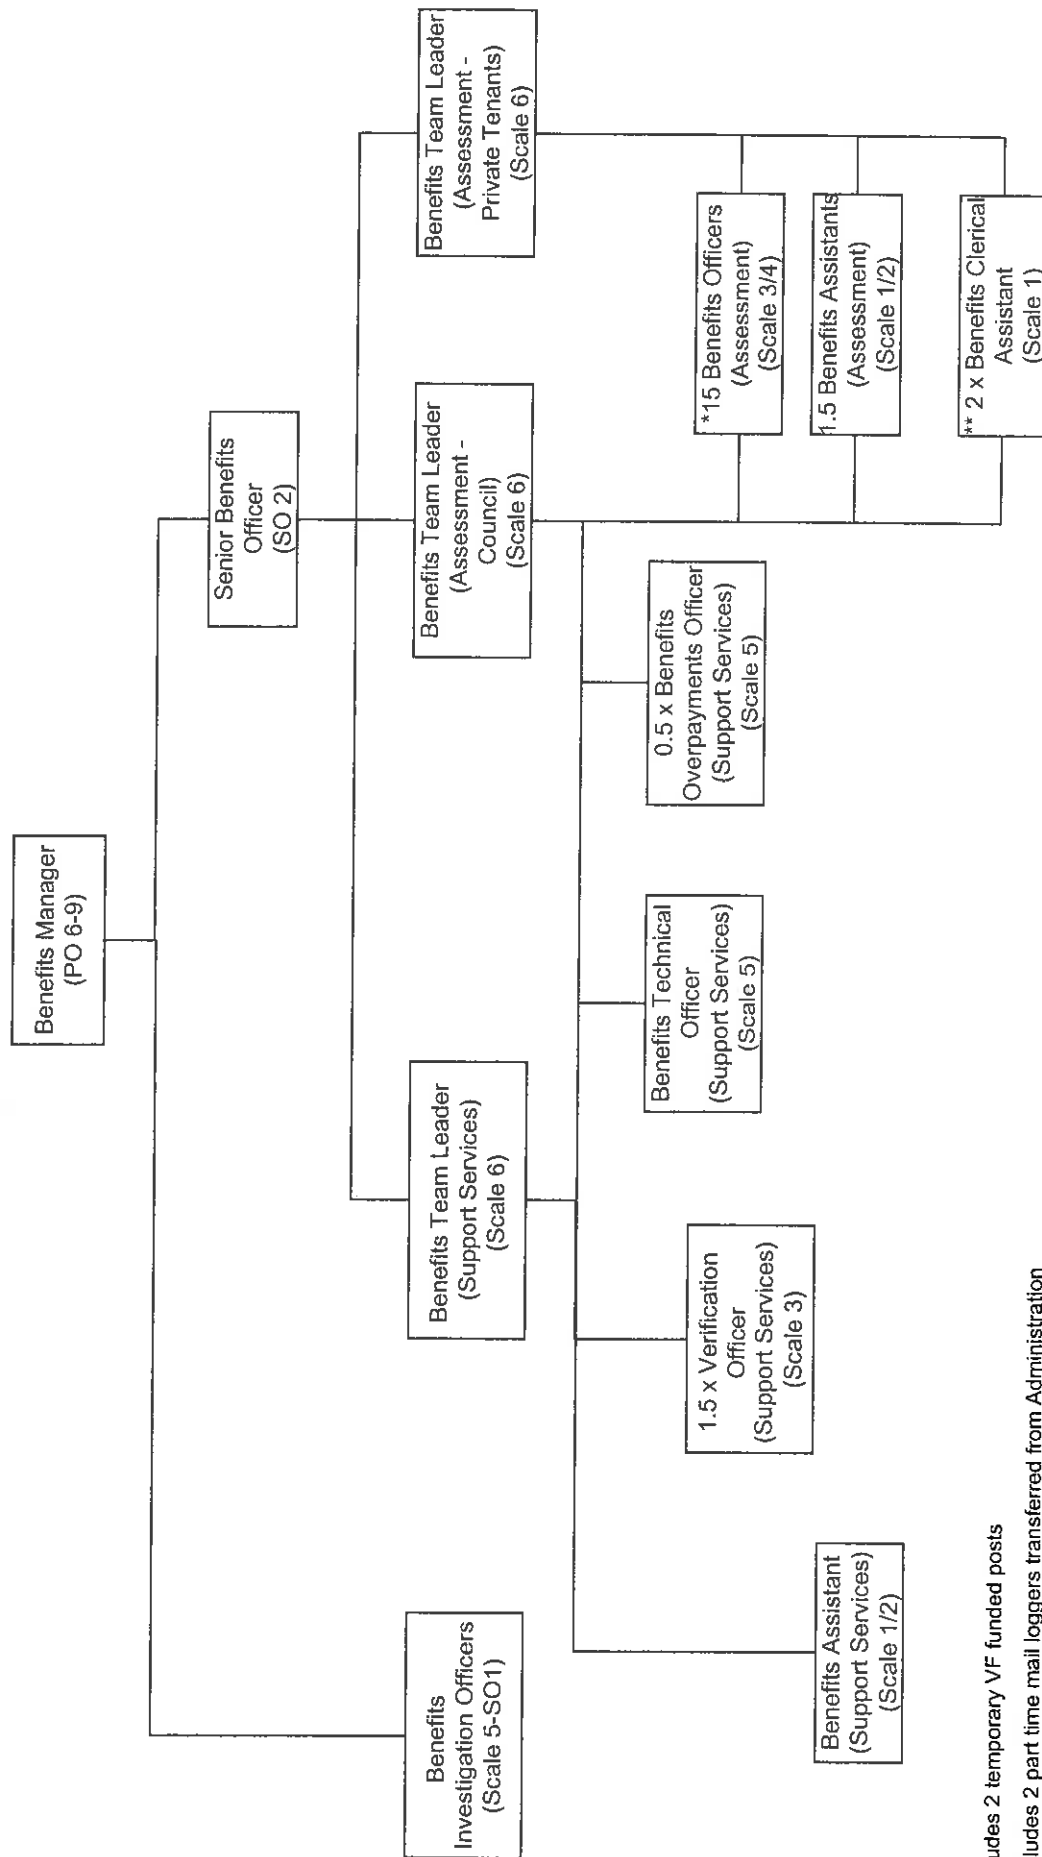 Benefits Manager
(PO 6-9)
Senior Benefits
Officer
(SO 2)
Benefits
Investigation Officers
(Scale 5-SO1)
Benefits Team Leader
(Support Services)
(Scale 6)
Benefits Team Leader
(Assessment -
Council)
(Scale 6)
Benefits Team Leader
(Assessment -
Private Tenants)
(Scale 6)
Benefits Assistant
(Support Services)
(Scale 1/2)
1.5 x Verification
Officer
(Support Services)
(Scale 3)
Benefits Technical
Officer
(Support Services)
(Scale 5)
0.5 x Benefits
Overpayments Officer
(Support Services)
(Scale 5)
*15 Benefits Officers
(Assessment)
(Scale 3/4)
1.5 Benefits Assistants
(Assessment)
(Scale 1/2)
** 2 x Benefits Clerical
Assistant
(Scale 1)
2 temporary VF funded posts
2 part time mail loggers transferred from Administration